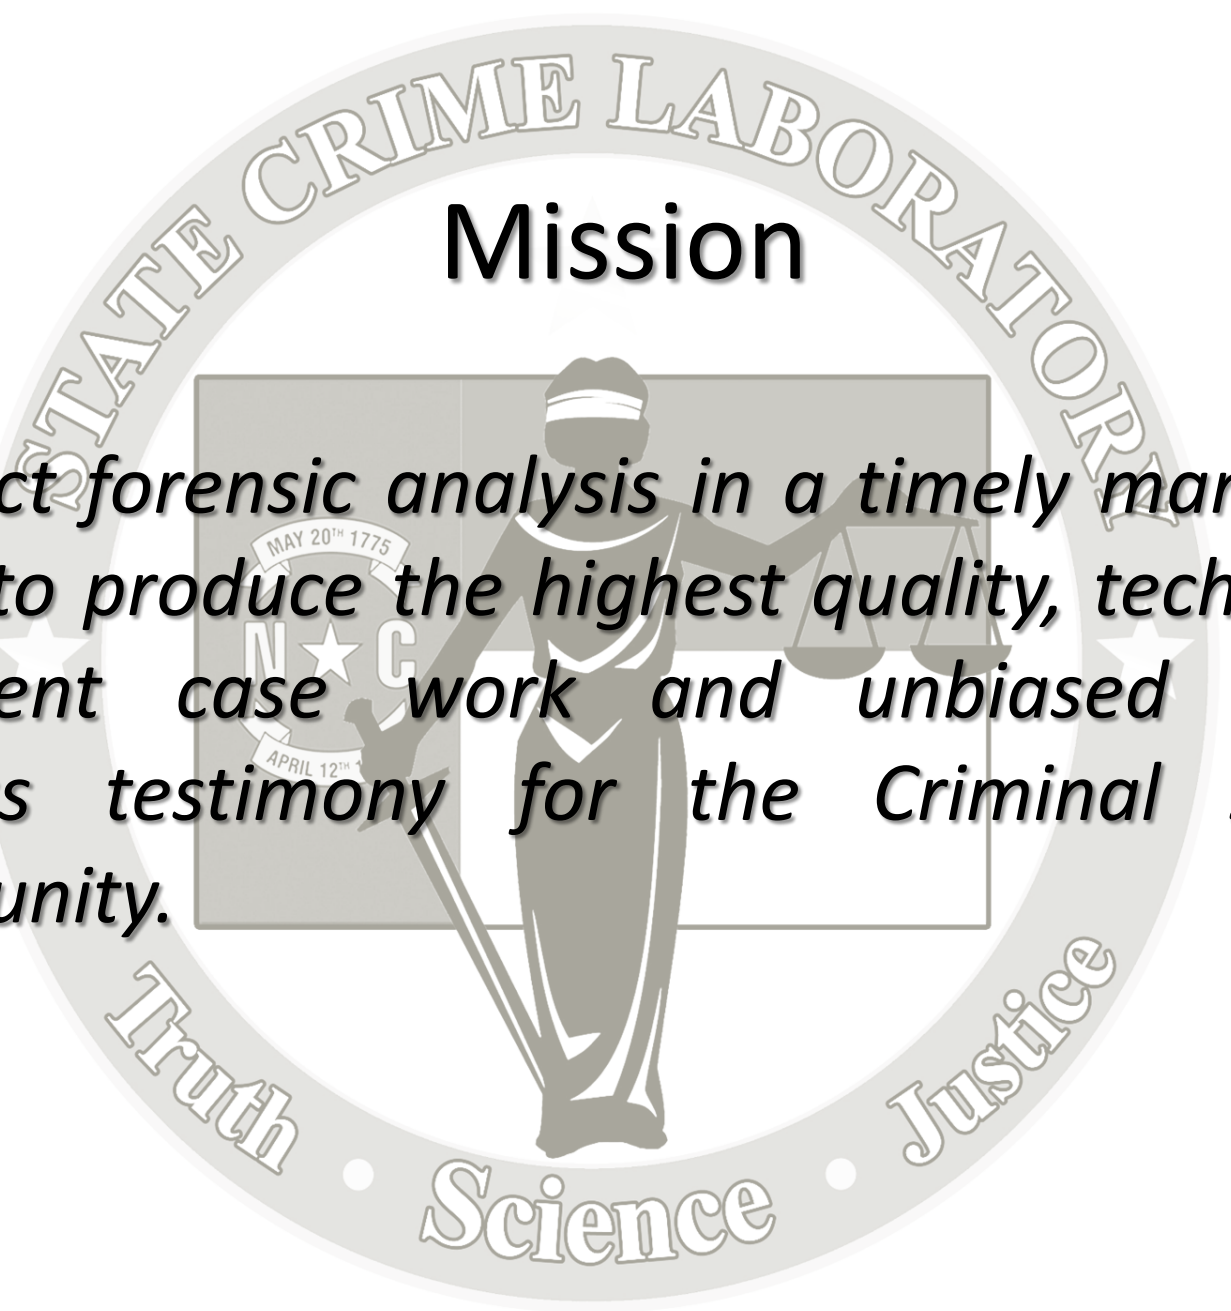 STATE CRIME LABORATORY
Mission
ct forensic analysis in a timely mar
to produce the highest quality, tech
ent case work and unbiased
s testimony for the Criminal
unity.
MAY 20TH 1775
N C
APRIL 12TH
Truth • Science • Justice